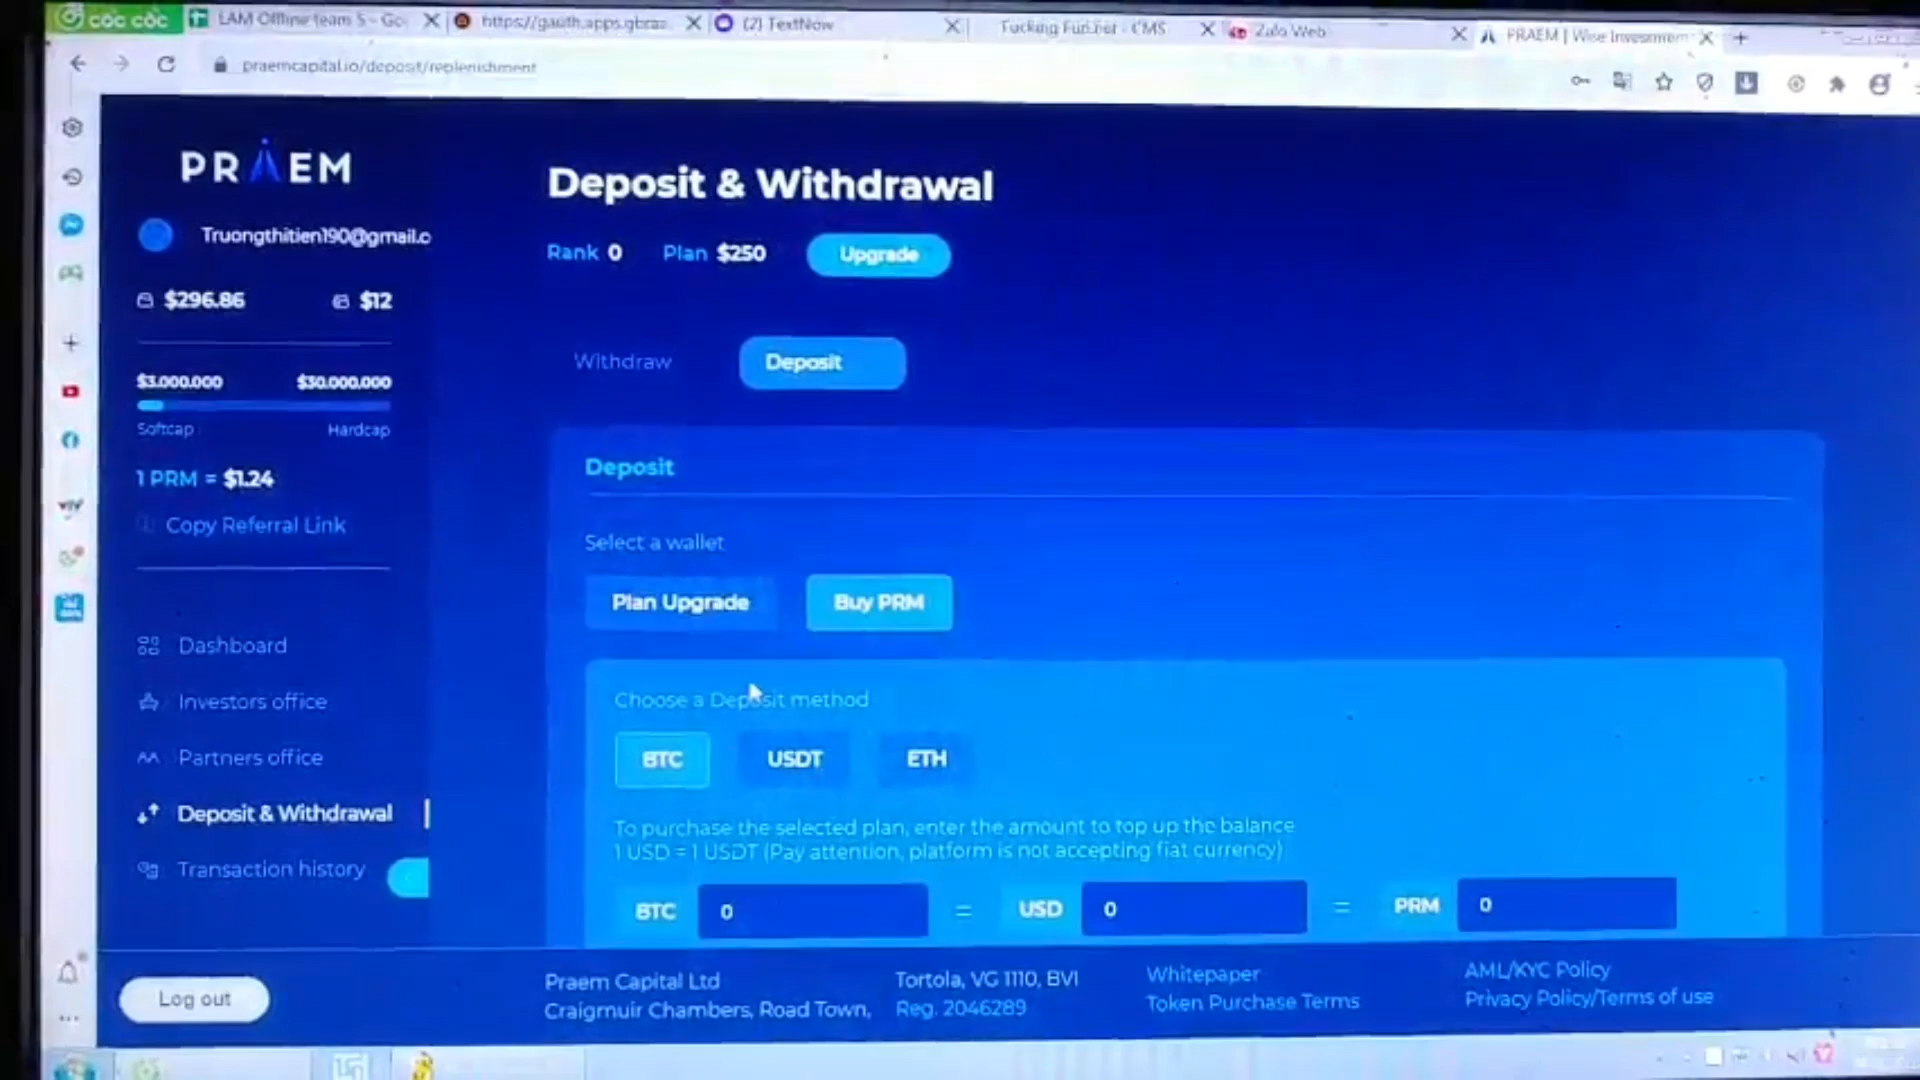 cốc cốc
LAM Offline team 5 - Go
https://gauth.apps.gbraz
(2) TextNow
Zalo Web
PRAEM | Wise Investment
praemcapital.io/deposit/replenishment
PRAEM
Truongthitien190@gmail.c
$296.86
$12
$3.000.000
$30.000.000
Softcap
Hardcap
1 PRM = $1.24
Copy Referral Link
Dashboard
Investors office
Partners office
Deposit & Withdrawal
Transaction history
Log out
Deposit & Withdrawal
Rank 0
Plan $250
Upgrade
Withdraw
Deposit
Deposit
Select a wallet
Plan Upgrade
Buy PRM
Choose a Deposit method
BTC
USDT
ETH
To purchase the selected plan, enter the amount to top up the balance
1 USD = 1 USDT (Pay attention, platform is not accepting fiat currency)
BTC 0 = USD 0 = PRM 0
Praem Capital Ltd
Craigmuir Chambers, Road Town,
Tortola, VG 1110, BVI
Reg. 2046289
Whitepaper
Token Purchase Terms
AML/KYC Policy
Privacy Policy/Terms of use